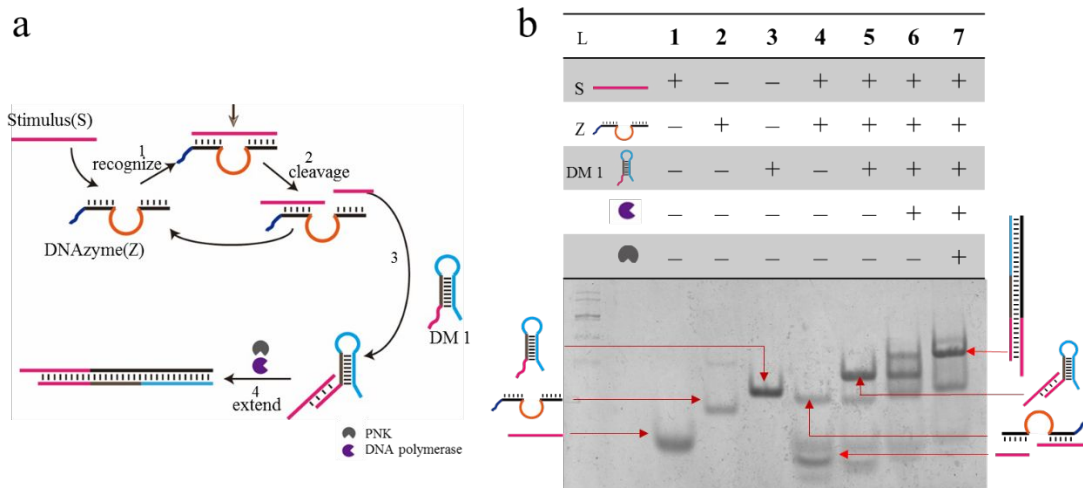 a
Stimulus(S)
1
recognize
2
cleavage
DNAzyme(Z)
3
DM 1
4
extend
PNK
DNA polymerase
b
L 1 2 3 4 5 6 7
S + – – + + + +
Z – + – + + + +
DM 1 – – + – + + +
– – – – – + +
– – – – – – +